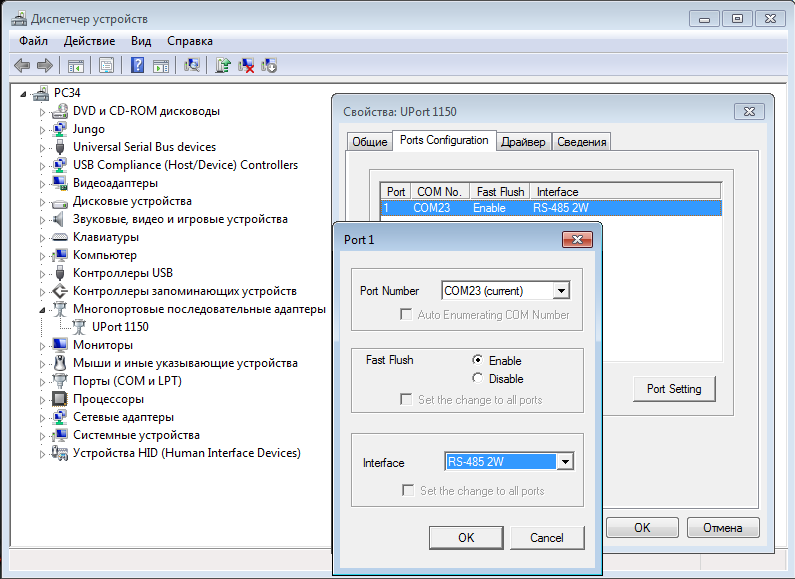 Диспетчер устройств
Файл Действие Вид Справка
PC34
DVD и CD-ROM дисководы
Jungo
Universal Serial Bus devices
USB Compliance (Host/Device) Controllers
Видеоадаптеры
Дисковые устройства
Звуковые, видео и игровые устройства
Клавиатуры
Компьютер
Контроллеры USB
Контроллеры запоминающих устройств
Многопортовые последовательные адаптеры
UPort 1150
Мониторы
Мыши и иные указывающие устройства
Порты (COM и LPT)
Процессоры
Сетевые адаптеры
Системные устройства
Устройства HID (Human Interface Devices)
Свойства: UPort 1150
Общие Ports Configuration Драйвер Сведения
Port COM No. Fast Flush Interface
1 COM23 Enable RS-485 2W
Port Setting
OK Отмена
Port 1
Port Number COM23 (current)
Auto Enumerating COM Number
Fast Flush Enable
Disable
Set the change to all ports
Interface RS-485 2W
Set the change to all ports
OK Cancel